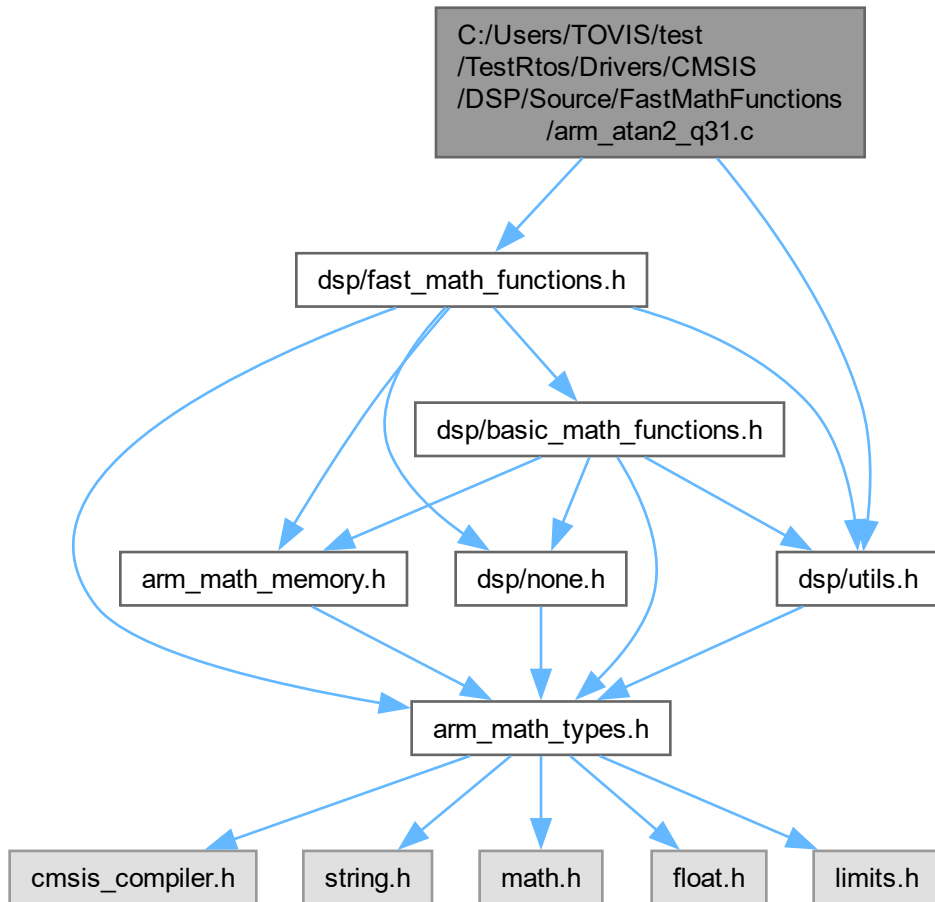 C:/Users/TOVIS/test
/TestRtos/Drivers/CMSIS
/DSP/Source/FastMathFunctions
/arm_atan2_q31.c
dsp/fast_math_functions.h
dsp/basic_math_functions.h
arm_math_memory.h
dsp/none.h
dsp/utils.h
arm_math_types.h
cmsis_compiler.h
string.h
math.h
float.h
limits.h